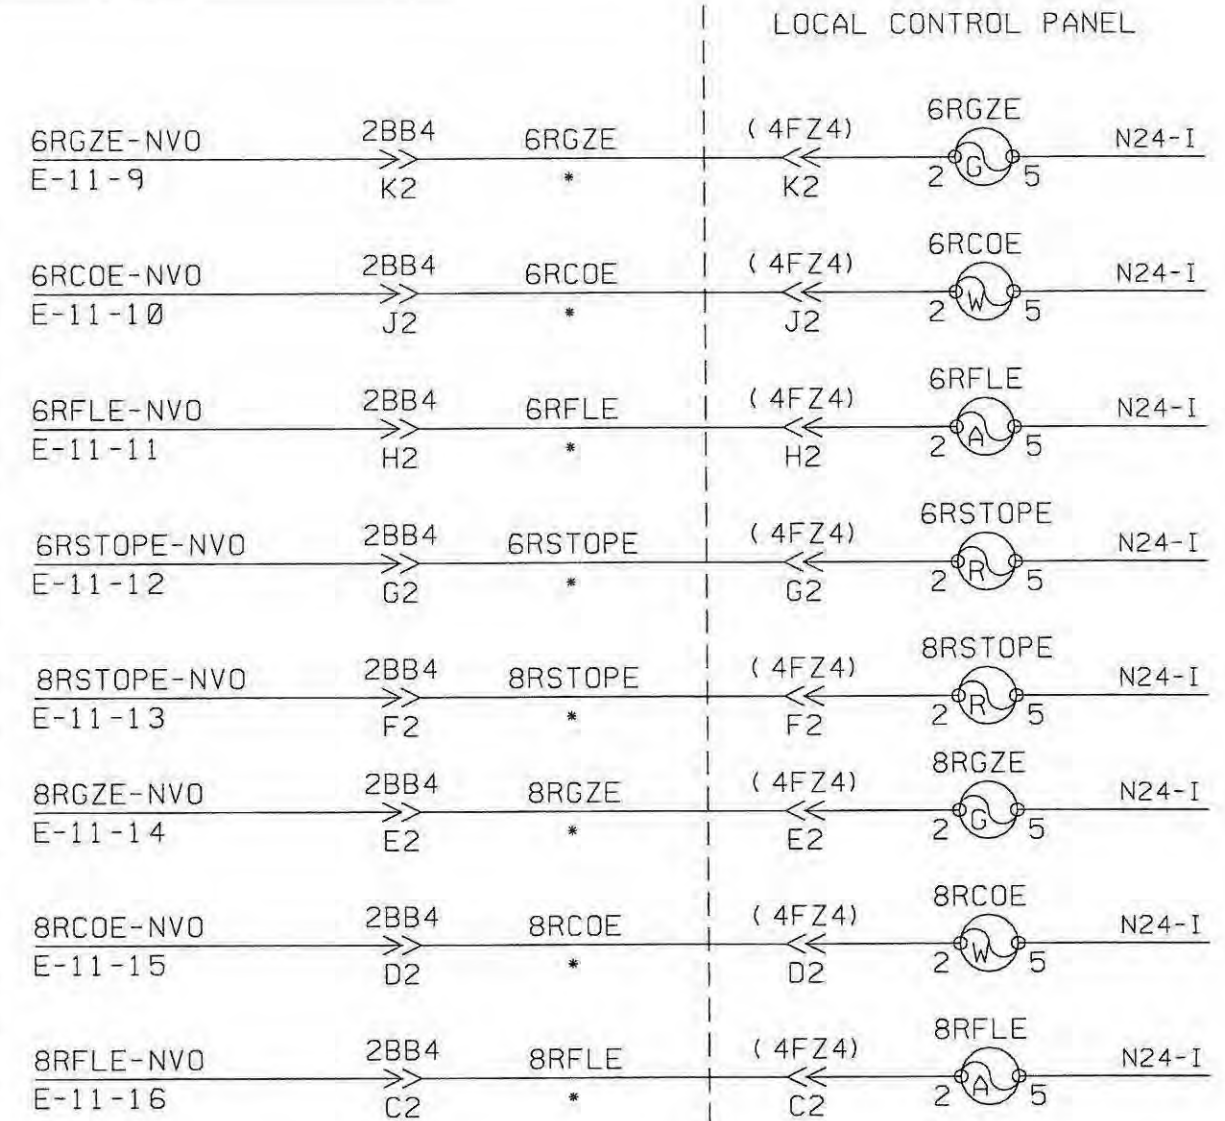 LOCAL CONTROL PANEL
6RGZE-NVO 2BB4 6RGZE (4FZ4) 6RGZE N24-I
E-11-9 K2 * K2 2 G 5
6RCOE-NVO 2BB4 6RCOE (4FZ4) 6RCOE N24-I
E-11-10 J2 * J2 2 W 5
6RFLE-NVO 2BB4 6RFLE (4FZ4) 6RFLE N24-I
E-11-11 H2 * H2 2 A 5
6RSTOPE-NVO 2BB4 6RSTOPE (4FZ4) 6RSTOPE N24-I
E-11-12 G2 * G2 2 R 5
8RSTOPE-NVO 2BB4 8RSTOPE (4FZ4) 8RSTOPE N24-I
E-11-13 F2 * F2 2 R 5
8RGZE-NVO 2BB4 8RGZE (4FZ4) 8RGZE N24-I
E-11-14 E2 * E2 2 G 5
8RCOE-NVO 2BB4 8RCOE (4FZ4) 8RCOE N24-I
E-11-15 D2 * D2 2 W 5
8RFLE-NVO 2BB4 8RFLE (4FZ4) 8RFLE N24-I
E-11-16 C2 * C2 2 A 5